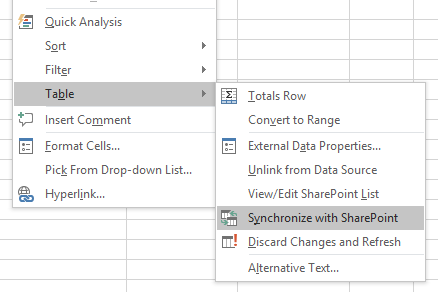 Quick Analysis
Sort
Filter
Table
Insert Comment
Format Cells...
Pick From Drop-down List...
Hyperlink...
Totals Row
Convert to Range
External Data Properties...
Unlink from Data Source
View/Edit SharePoint List
Synchronize with SharePoint
Discard Changes and Refresh
Alternative Text...